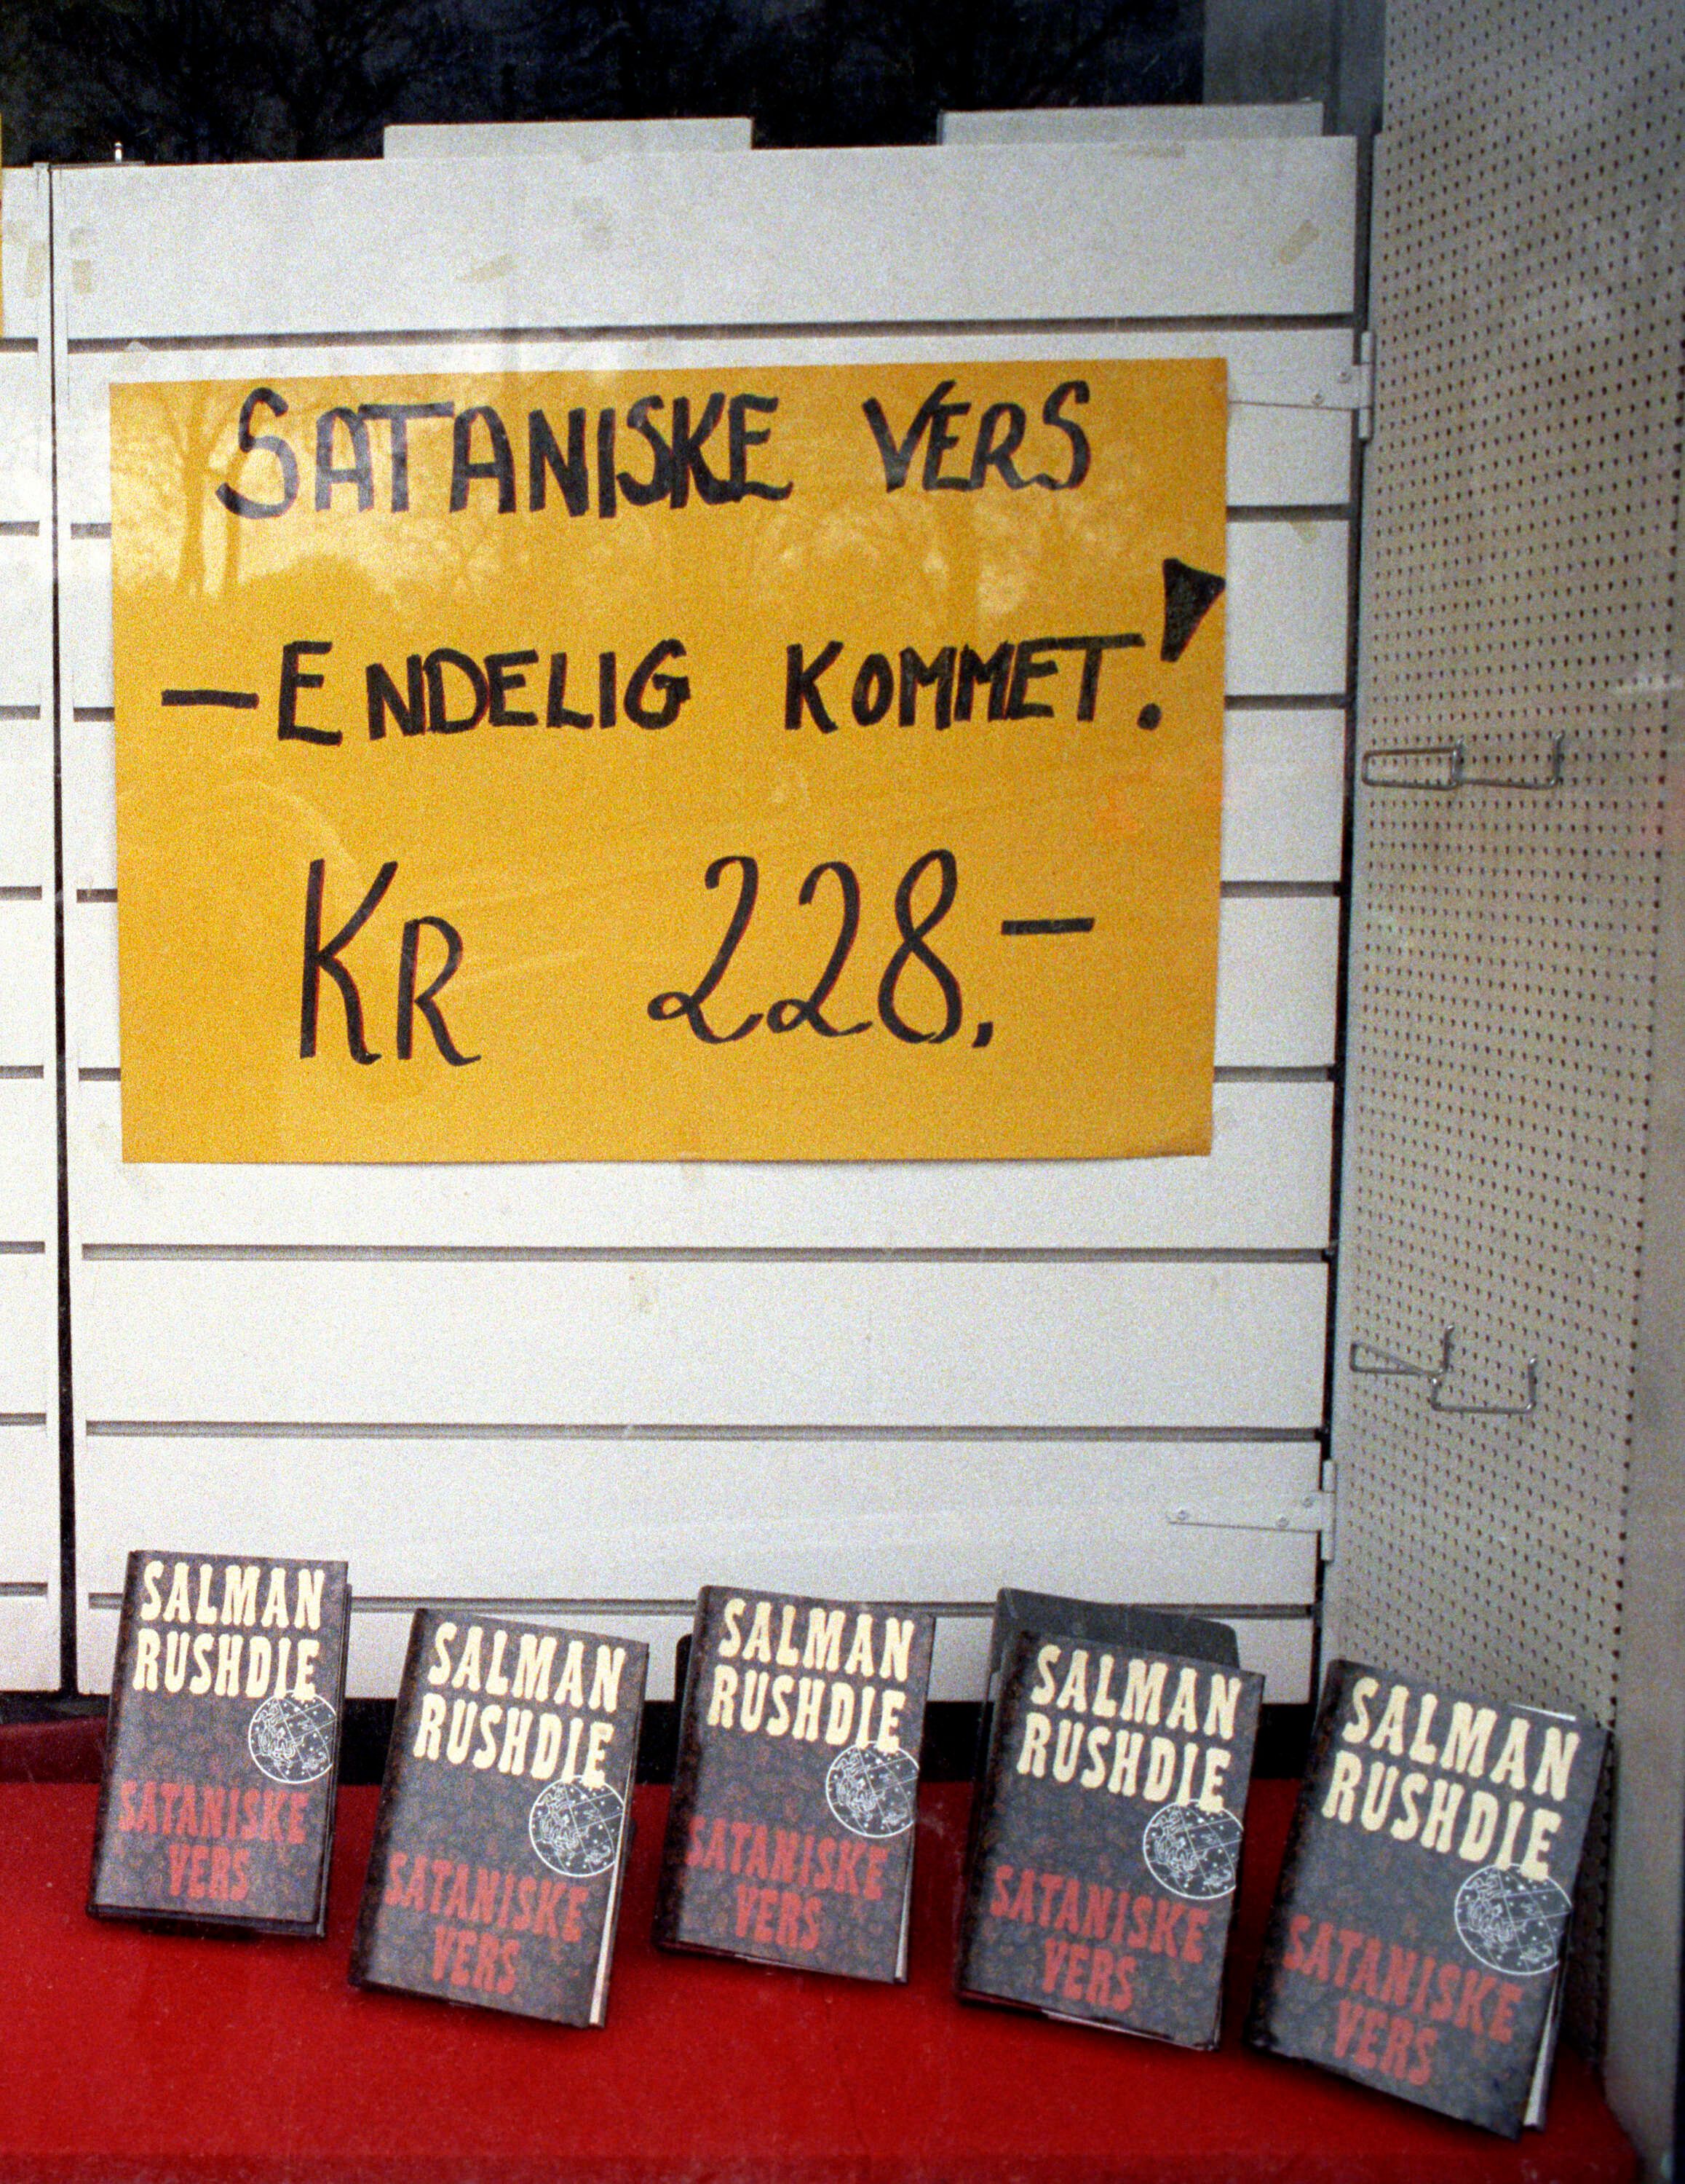 SATANISKE VERS
— ENDELIG KOMMET!
KR 228,—
SALMAN
RUSHDIE
SATANISKE
VERS
SALMAN
RUSHDIE
SATANISKE
VERS
SALMAN
RUSHDIE
SATANISKE
VERS
SALMAN
RUSHDIE
SATANISKE
VERS
SALMAN
RUSHDIE
SATANISKE
VERS